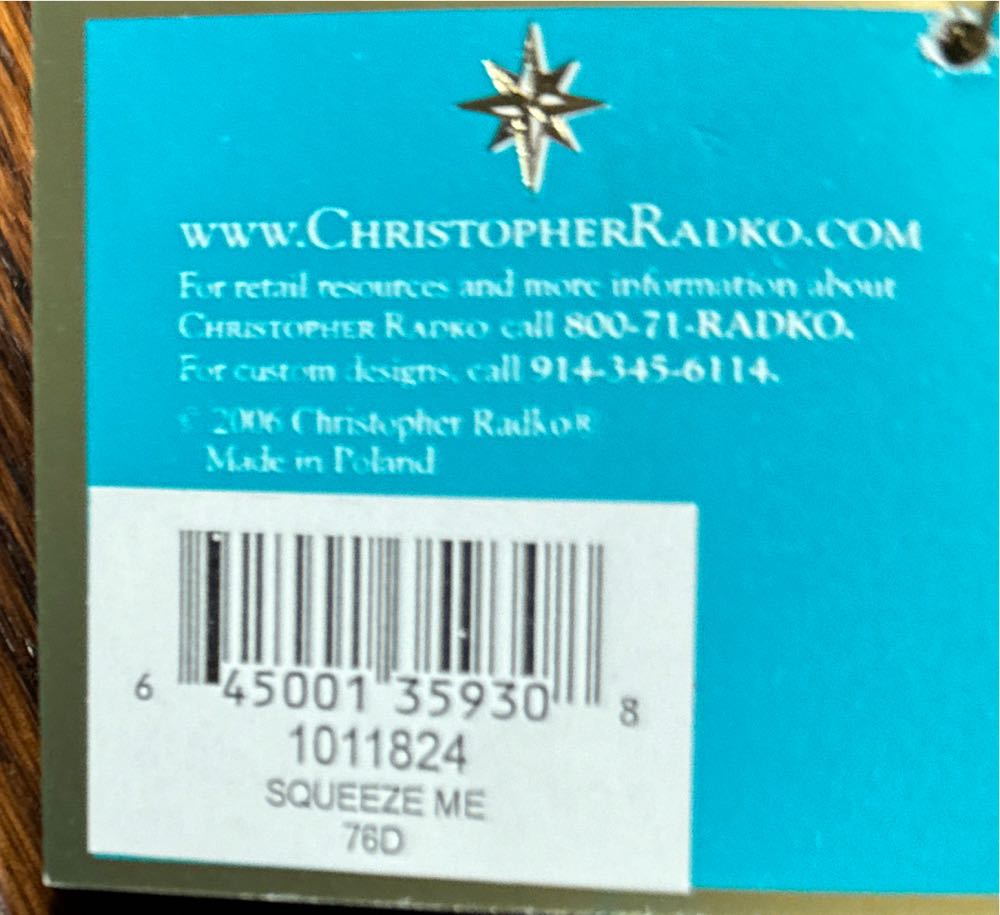 www.ChristopherRadko.com
For retail resources and more information about
Christopher Radko call 800-71-RADKO.
For custom designs, call 914-345-6114.
© 2006 Christopher Radko®
Made in Poland
6 45001 35930 8
1011824
SQUEEZE ME
76D